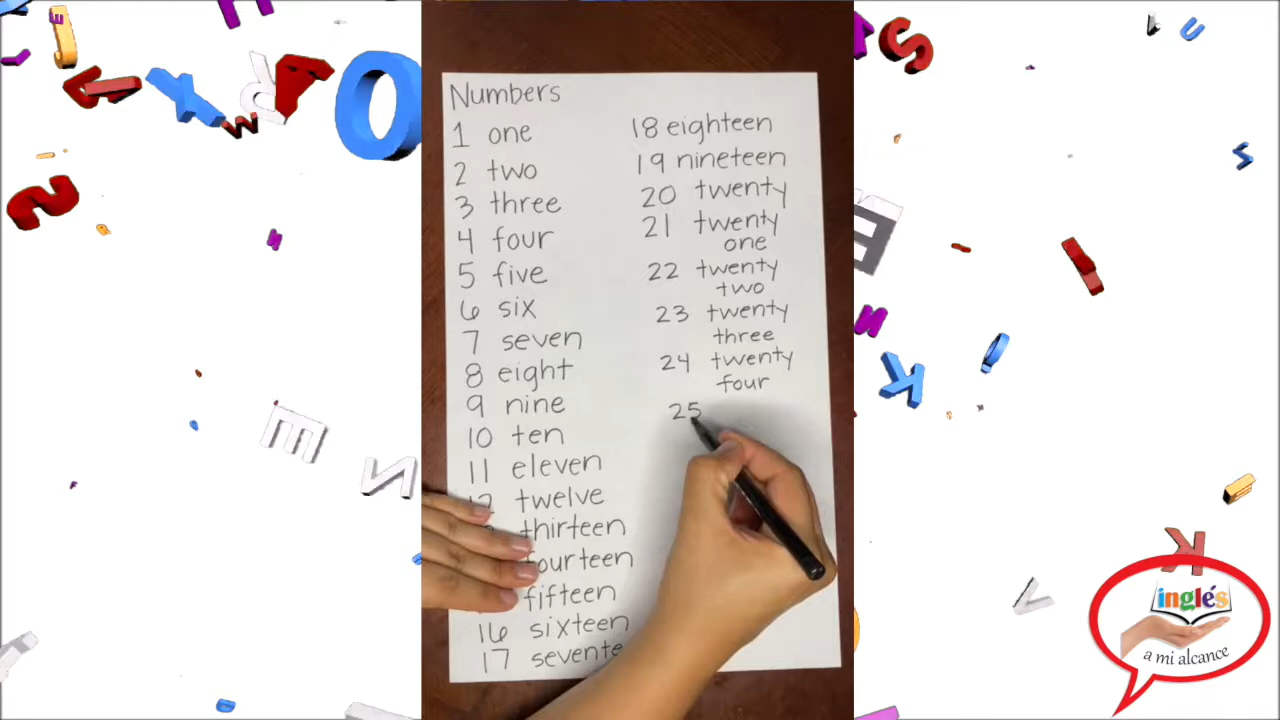 Numbers
1 one
2 two
3 three
4 four
5 five
6 six
7 seven
8 eight
9 nine
10 ten
11 eleven
twelve
thirteen
fourteen
fifteen
16 sixteen
17
18 eighteen
19 nineteen
20 twenty
21 twenty
one
22 twenty
two
23 twenty
three
24 twenty
four
25
inglés
a mi alcance